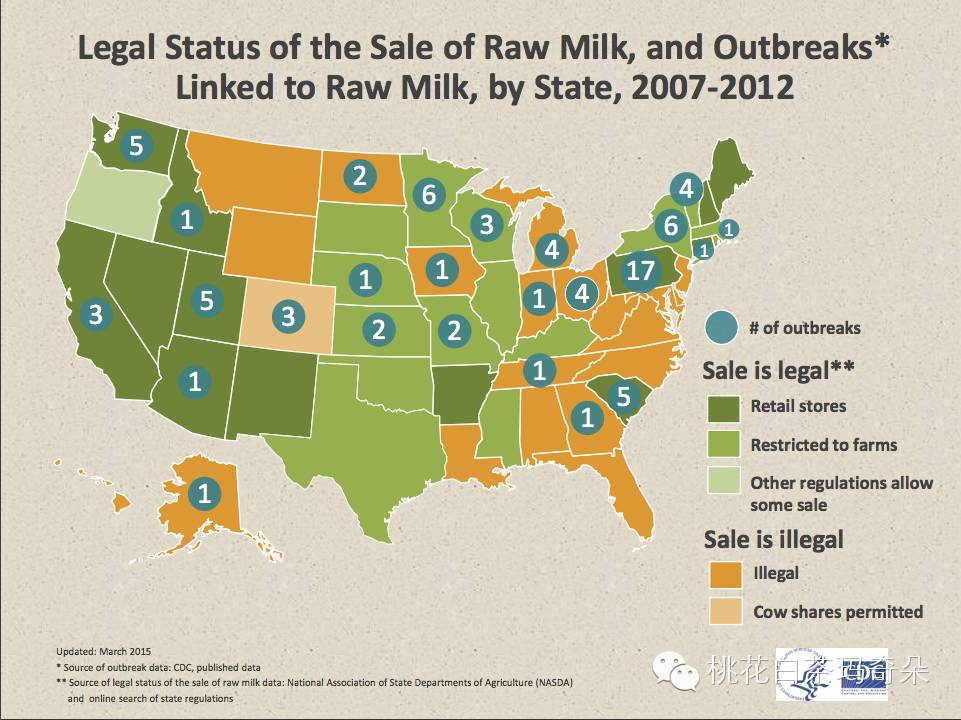 Legal Status of the Sale of Raw Milk, and Outbreaks*
Linked to Raw Milk, by State, 2007-2012
5
2
6
4
1
3
6
1
4
1
1
1
17
5
1
4
3
3
2
2
1
1
5
1
1
# of outbreaks
Sale is legal**
Retail stores
Restricted to farms
Other regulations allow
some sale
Sale is illegal
Illegal
Cow shares permitted
Updated: March 2015
* Source of outbreak data: CDC, published data
** Source of legal status of the sale of raw milk data: National Association of State Departments of Agriculture (NASDA)
and online search of state regulations
桃花白茶玛奇朵